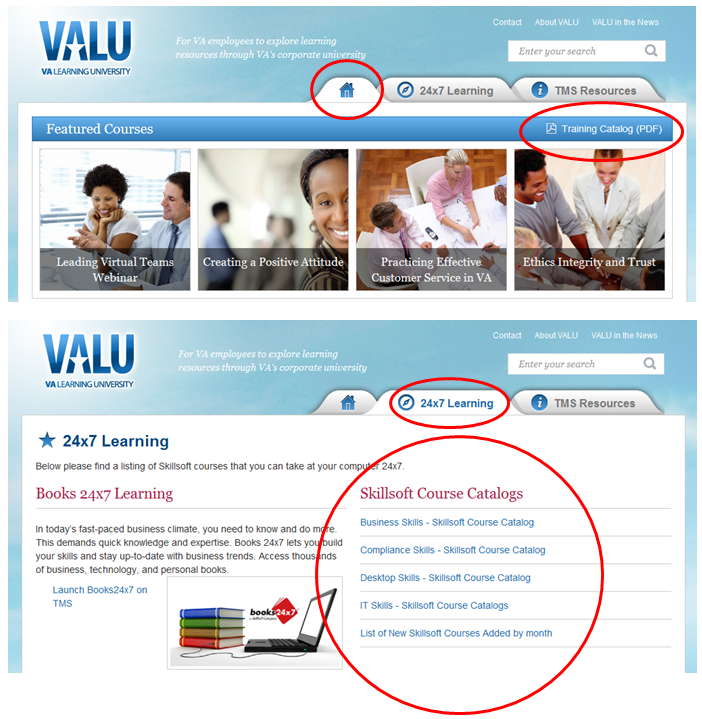 Contact About VALU VALU in the News
VALU
VA LEARNING UNIVERSITY
For VA employees to explore learning
resources through VA's corporate university
Enter your search
24x7 Learning TMS Resources
Featured Courses Training Catalog (PDF)
Leading Virtual Teams
Webinar
Creating a Positive Attitude
Practicing Effective
Customer Service in VA
Ethics Integrity and Trust
Contact About VALU VALU in the News
VALU
VA LEARNING UNIVERSITY
For VA employees to explore learning
resources through VA's corporate university
Enter your search
24x7 Learning TMS Resources
24x7 Learning
Below please find a listing of Skillsoft courses that you can take at your computer 24x7.
Books 24x7 Learning
In today's fast-paced business climate, you need to know and do more.
This demands quick knowledge and expertise. Books 24x7 lets you build
your skills and stay up-to-date with business trends. Access thousands
of business, technology, and personal books.
Launch Books24x7 on
TMS
books24x7
a SkillSoft Company
Skillsoft Course Catalogs
Business Skills - Skillsoft Course Catalog
Compliance Skills - Skillsoft Course Catalog
Desktop Skills - Skillsoft Course Catalog
IT Skills - Skillsoft Course Catalogs
List of New Skillsoft Courses Added by month